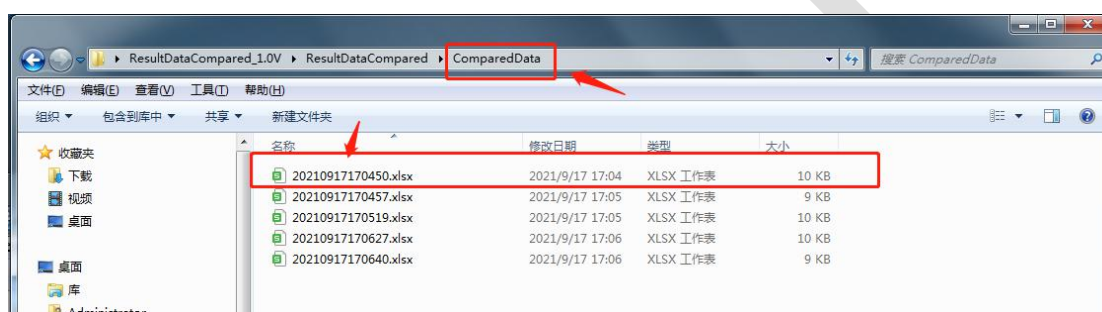 ResultDataCompared_1.0V ResultDataCompared ComparedData 搜索 ComparedData
文件(F) 编辑(E) 查看(V) 工具(T) 帮助(H)
组织 包含到库中 共享 新建文件夹
收藏夹 名称 修改日期 类型 大小
下载 20210917170450.xlsx 2021/9/17 17:04 XLSX 工作表 10 KB
视频 20210917170457.xlsx 2021/9/17 17:05 XLSX 工作表 9 KB
桌面 20210917170519.xlsx 2021/9/17 17:05 XLSX 工作表 10 KB
20210917170627.xlsx 2021/9/17 17:06 XLSX 工作表 10 KB
桌面 20210917170640.xlsx 2021/9/17 17:06 XLSX 工作表 9 KB
库
Administrator